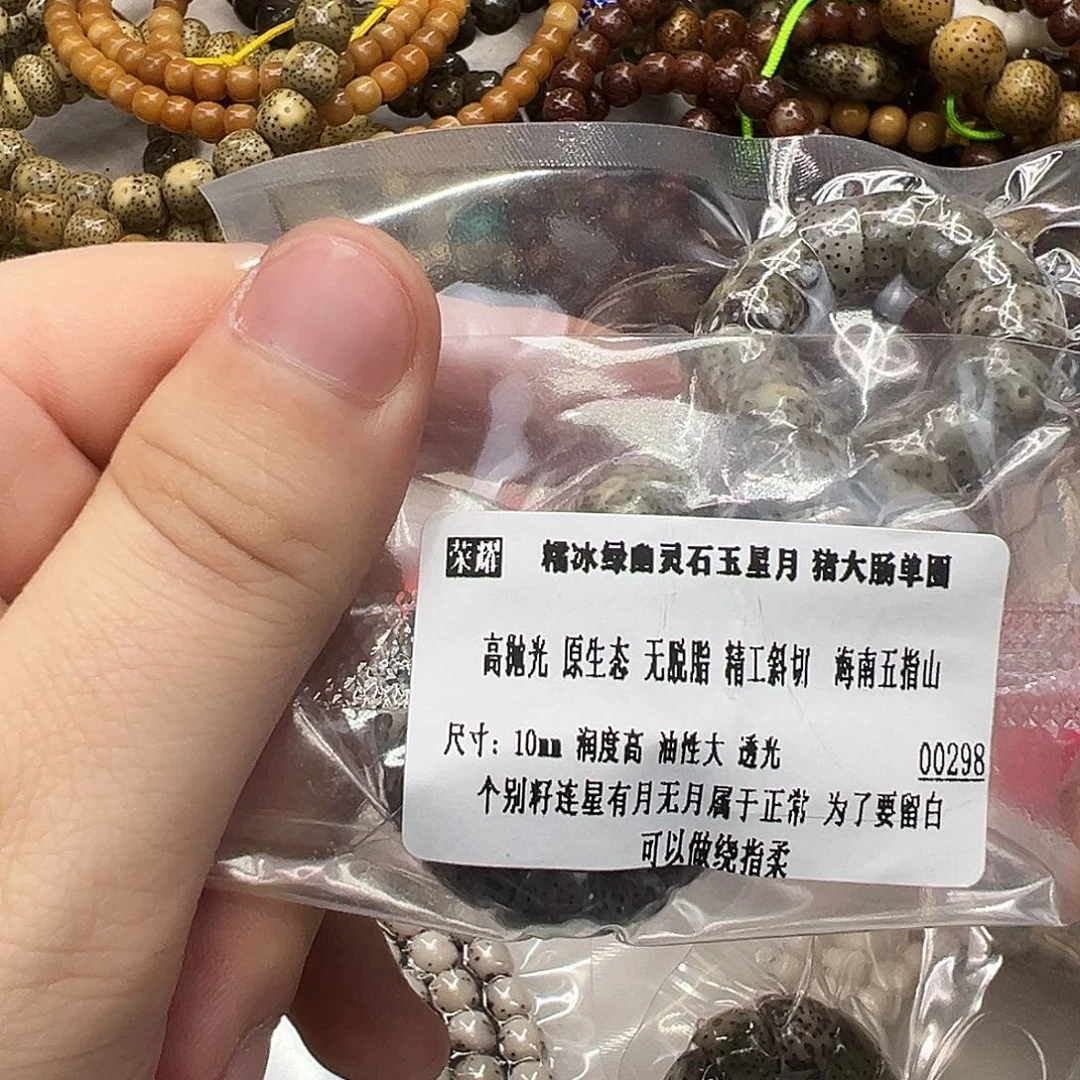 荣耀 糯冰绿幽灵石玉星月 猪大肠单圈
高抛光 原生态 无脱脂 精工斜切 海南五指山
尺寸: 10mm 润度高 油性大 透光 00298
个别籽连星有月无月属于正常 为了要留白
可以做绕指柔